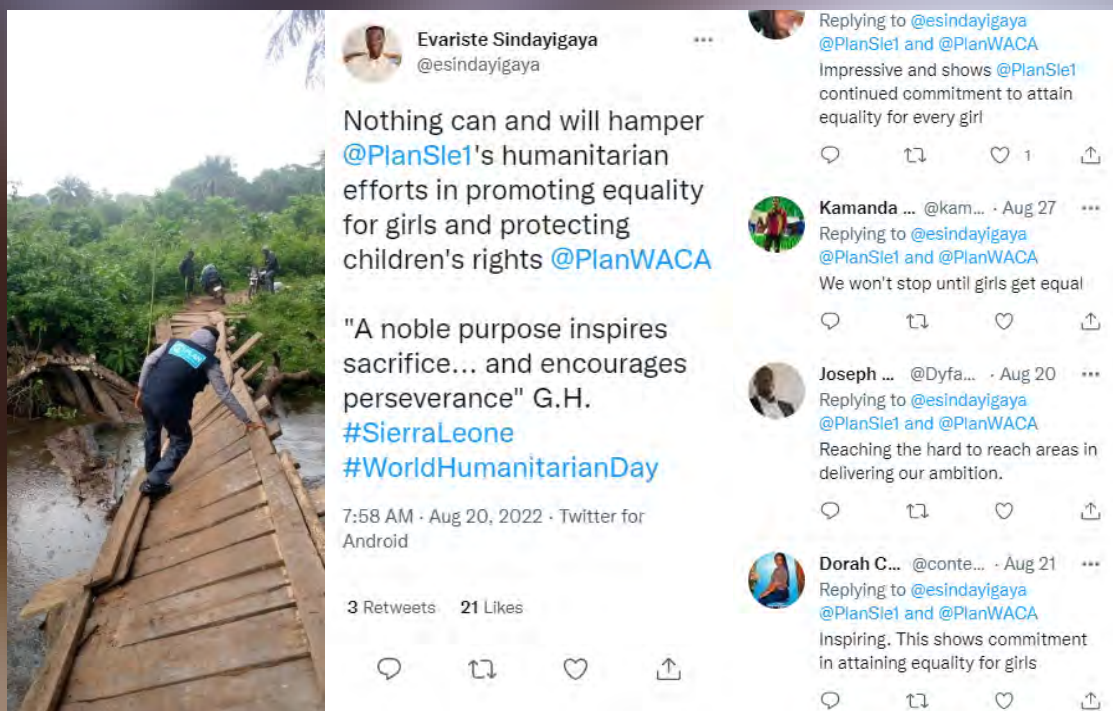 PLAN
Evariste Sindayigaya
@esindayigaya
Nothing can and will hamper
@PlanSle1's humanitarian
efforts in promoting equality
for girls and protecting
children's rights @PlanWACA
"A noble purpose inspires
sacrifice... and encourages
perseverance" G.H.
#SierraLeone
#WorldHumanitarianDay
7:58 AM · Aug 20, 2022 · Twitter for
Android
3 Retweets 21 Likes
Replying to @esindayigaya
@PlanSle1 and @PlanWACA
Impressive and shows @PlanSle1
continued commitment to attain
equality for every girl
1
Kamanda ... @kam... · Aug 27
Replying to @esindayigaya
@PlanSle1 and @PlanWACA
We won't stop until girls get equal
Joseph ... @Dyfa... · Aug 20
Replying to @esindayigaya
@PlanSle1 and @PlanWACA
Reaching the hard to reach areas in
delivering our ambition.
Dorah C... @conte... · Aug 21
Replying to @esindayigaya
@PlanSle1 and @PlanWACA
Inspiring. This shows commitment
in attaining equality for girls